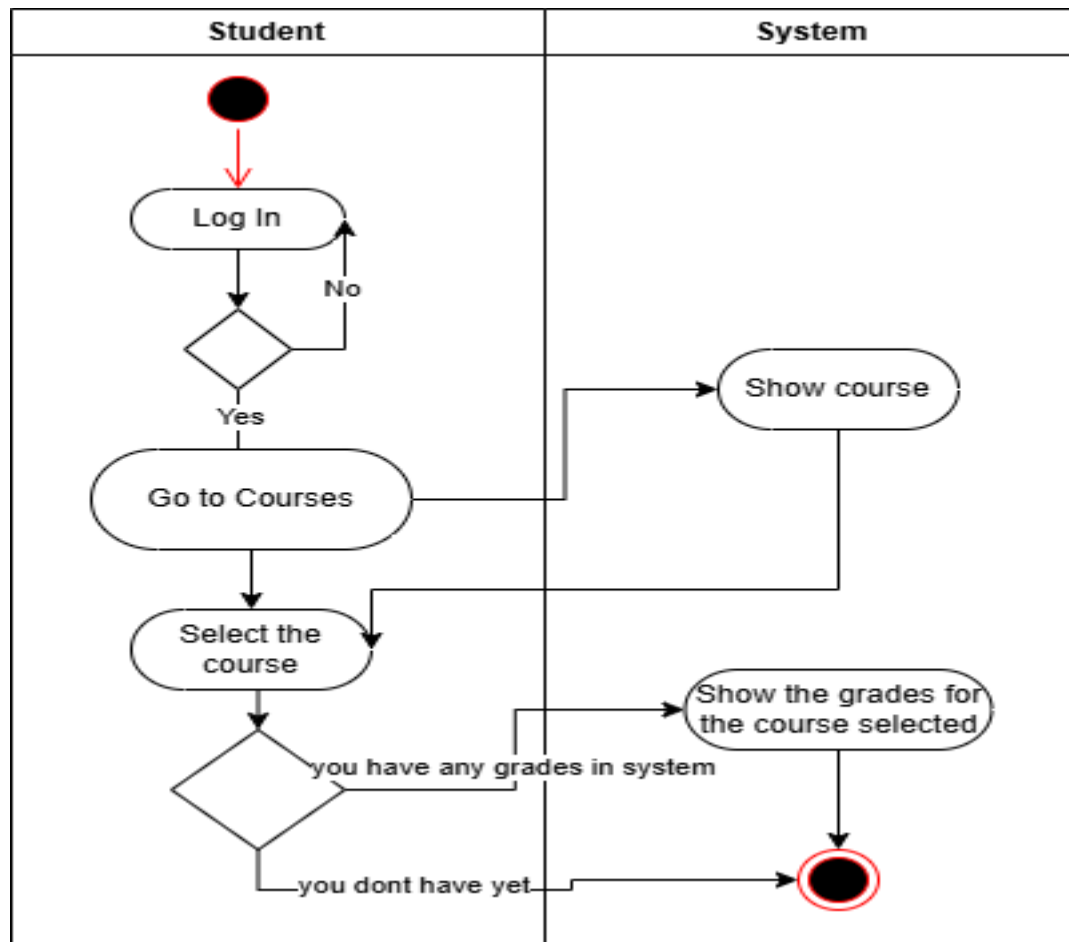 Student
System
Log In
No
Show course
Yes
Go to Courses
Select the
course
Show the grades for
the course selected
you have any grades in system
you dont have yet